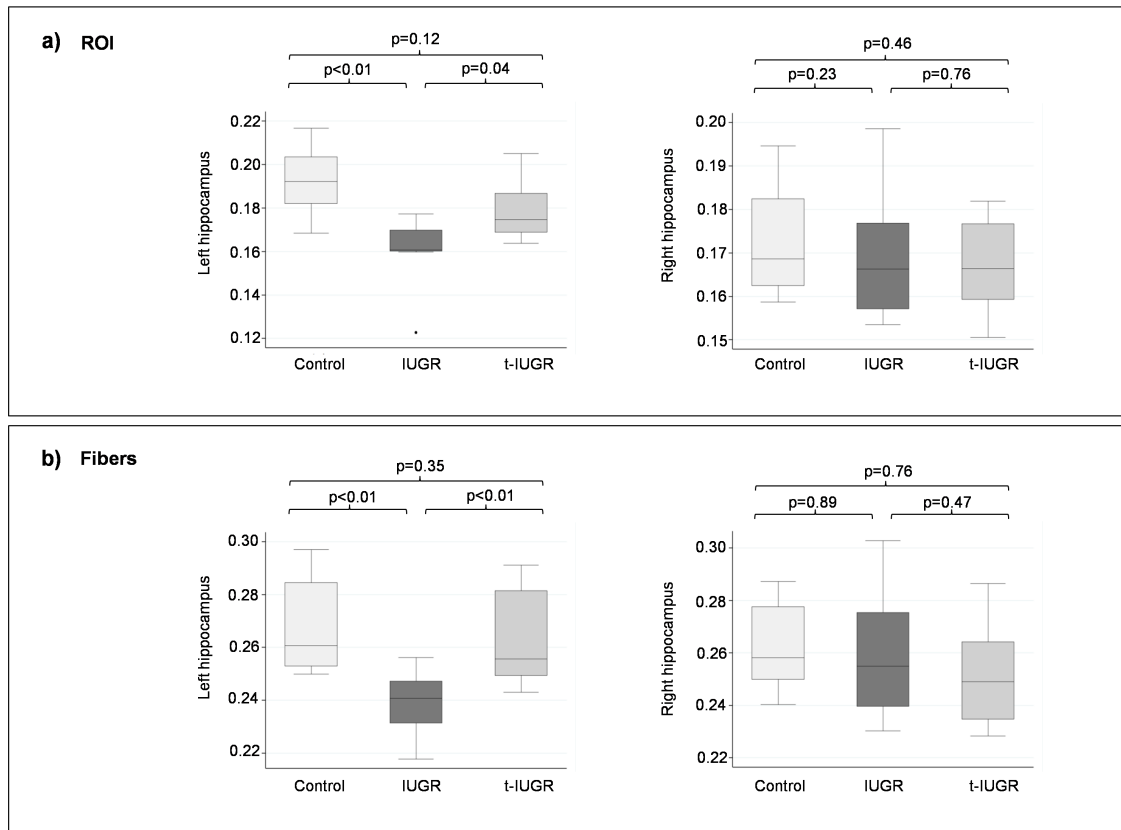 a) ROI
p=0.12
p<0.01 p=0.04
Left hippocampus
0.22
0.20
0.18
0.16
0.14
0.12
Control IUGR t-IUGR
p=0.46
p=0.23 p=0.76
Right hippocampus
0.20
0.19
0.18
0.17
0.16
0.15
Control IUGR t-IUGR
b) Fibers
p=0.35
p<0.01 p<0.01
Left hippocampus
0.30
0.28
0.26
0.24
0.22
Control IUGR t-IUGR
p=0.76
p=0.89 p=0.47
Right hippocampus
0.30
0.28
0.26
0.24
0.22
Control IUGR t-IUGR